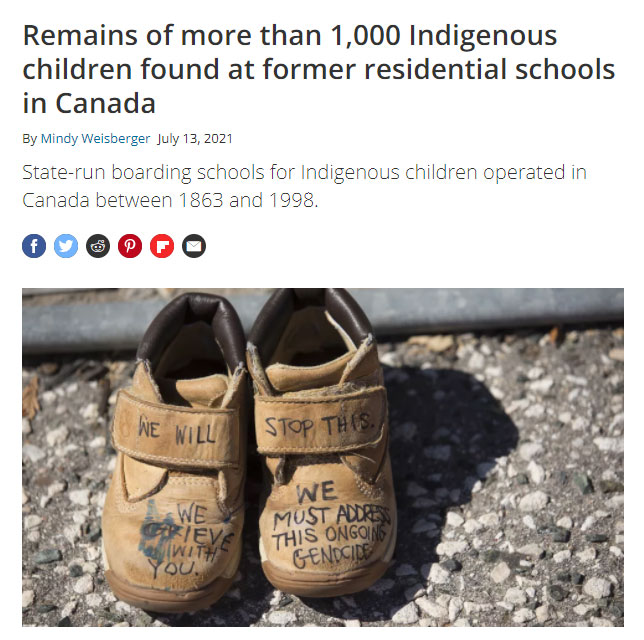 Remains of more than 1,000 Indigenous
children found at former residential schools
in Canada
By Mindy Weisberger July 13, 2021
State-run boarding schools for Indigenous children operated in
Canada between 1863 and 1998.
WE WILL
STOP THIS.
WE
GRIEVE
WITH
YOU.
WE
MUST ADDRESS
THIS ONGOING
GENOCIDE